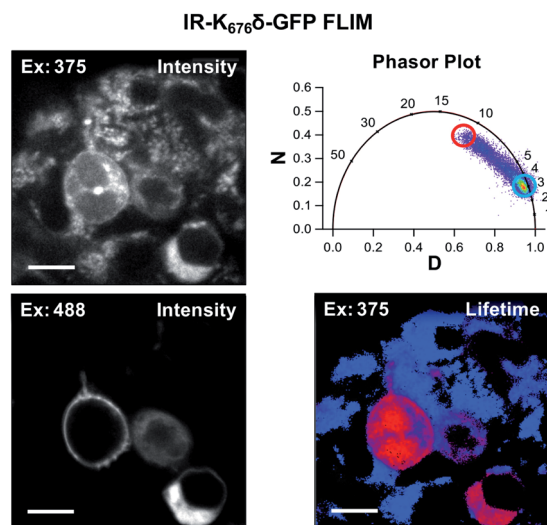 IR-K₆₇₆δ-GFP FLIM
Ex: 375 Intensity
Phasor Plot
0.6
0.5
0.4
0.3
0.2
0.1
0.0
N
50
30
20
15
10
5
4
3
2
1
0.0 0.2 0.4 0.6 0.8 1.0
D
Ex: 488 Intensity
Ex: 375 Lifetime